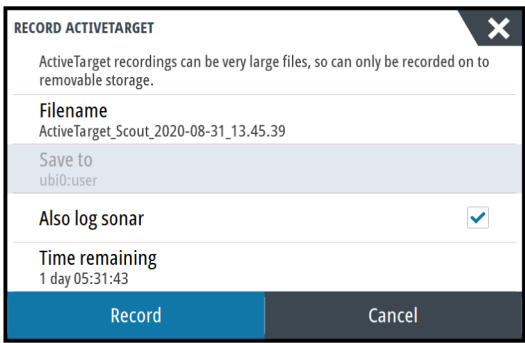 RECORD ACTIVETARGET
ActiveTarget recordings can be very large files, so can only be recorded on to
removable storage.
Filename
ActiveTarget_Scout_2020-08-31_13.45.39
Save to
ubi0:user
Also log sonar
Time remaining
1 day 05:31:43
Record Cancel